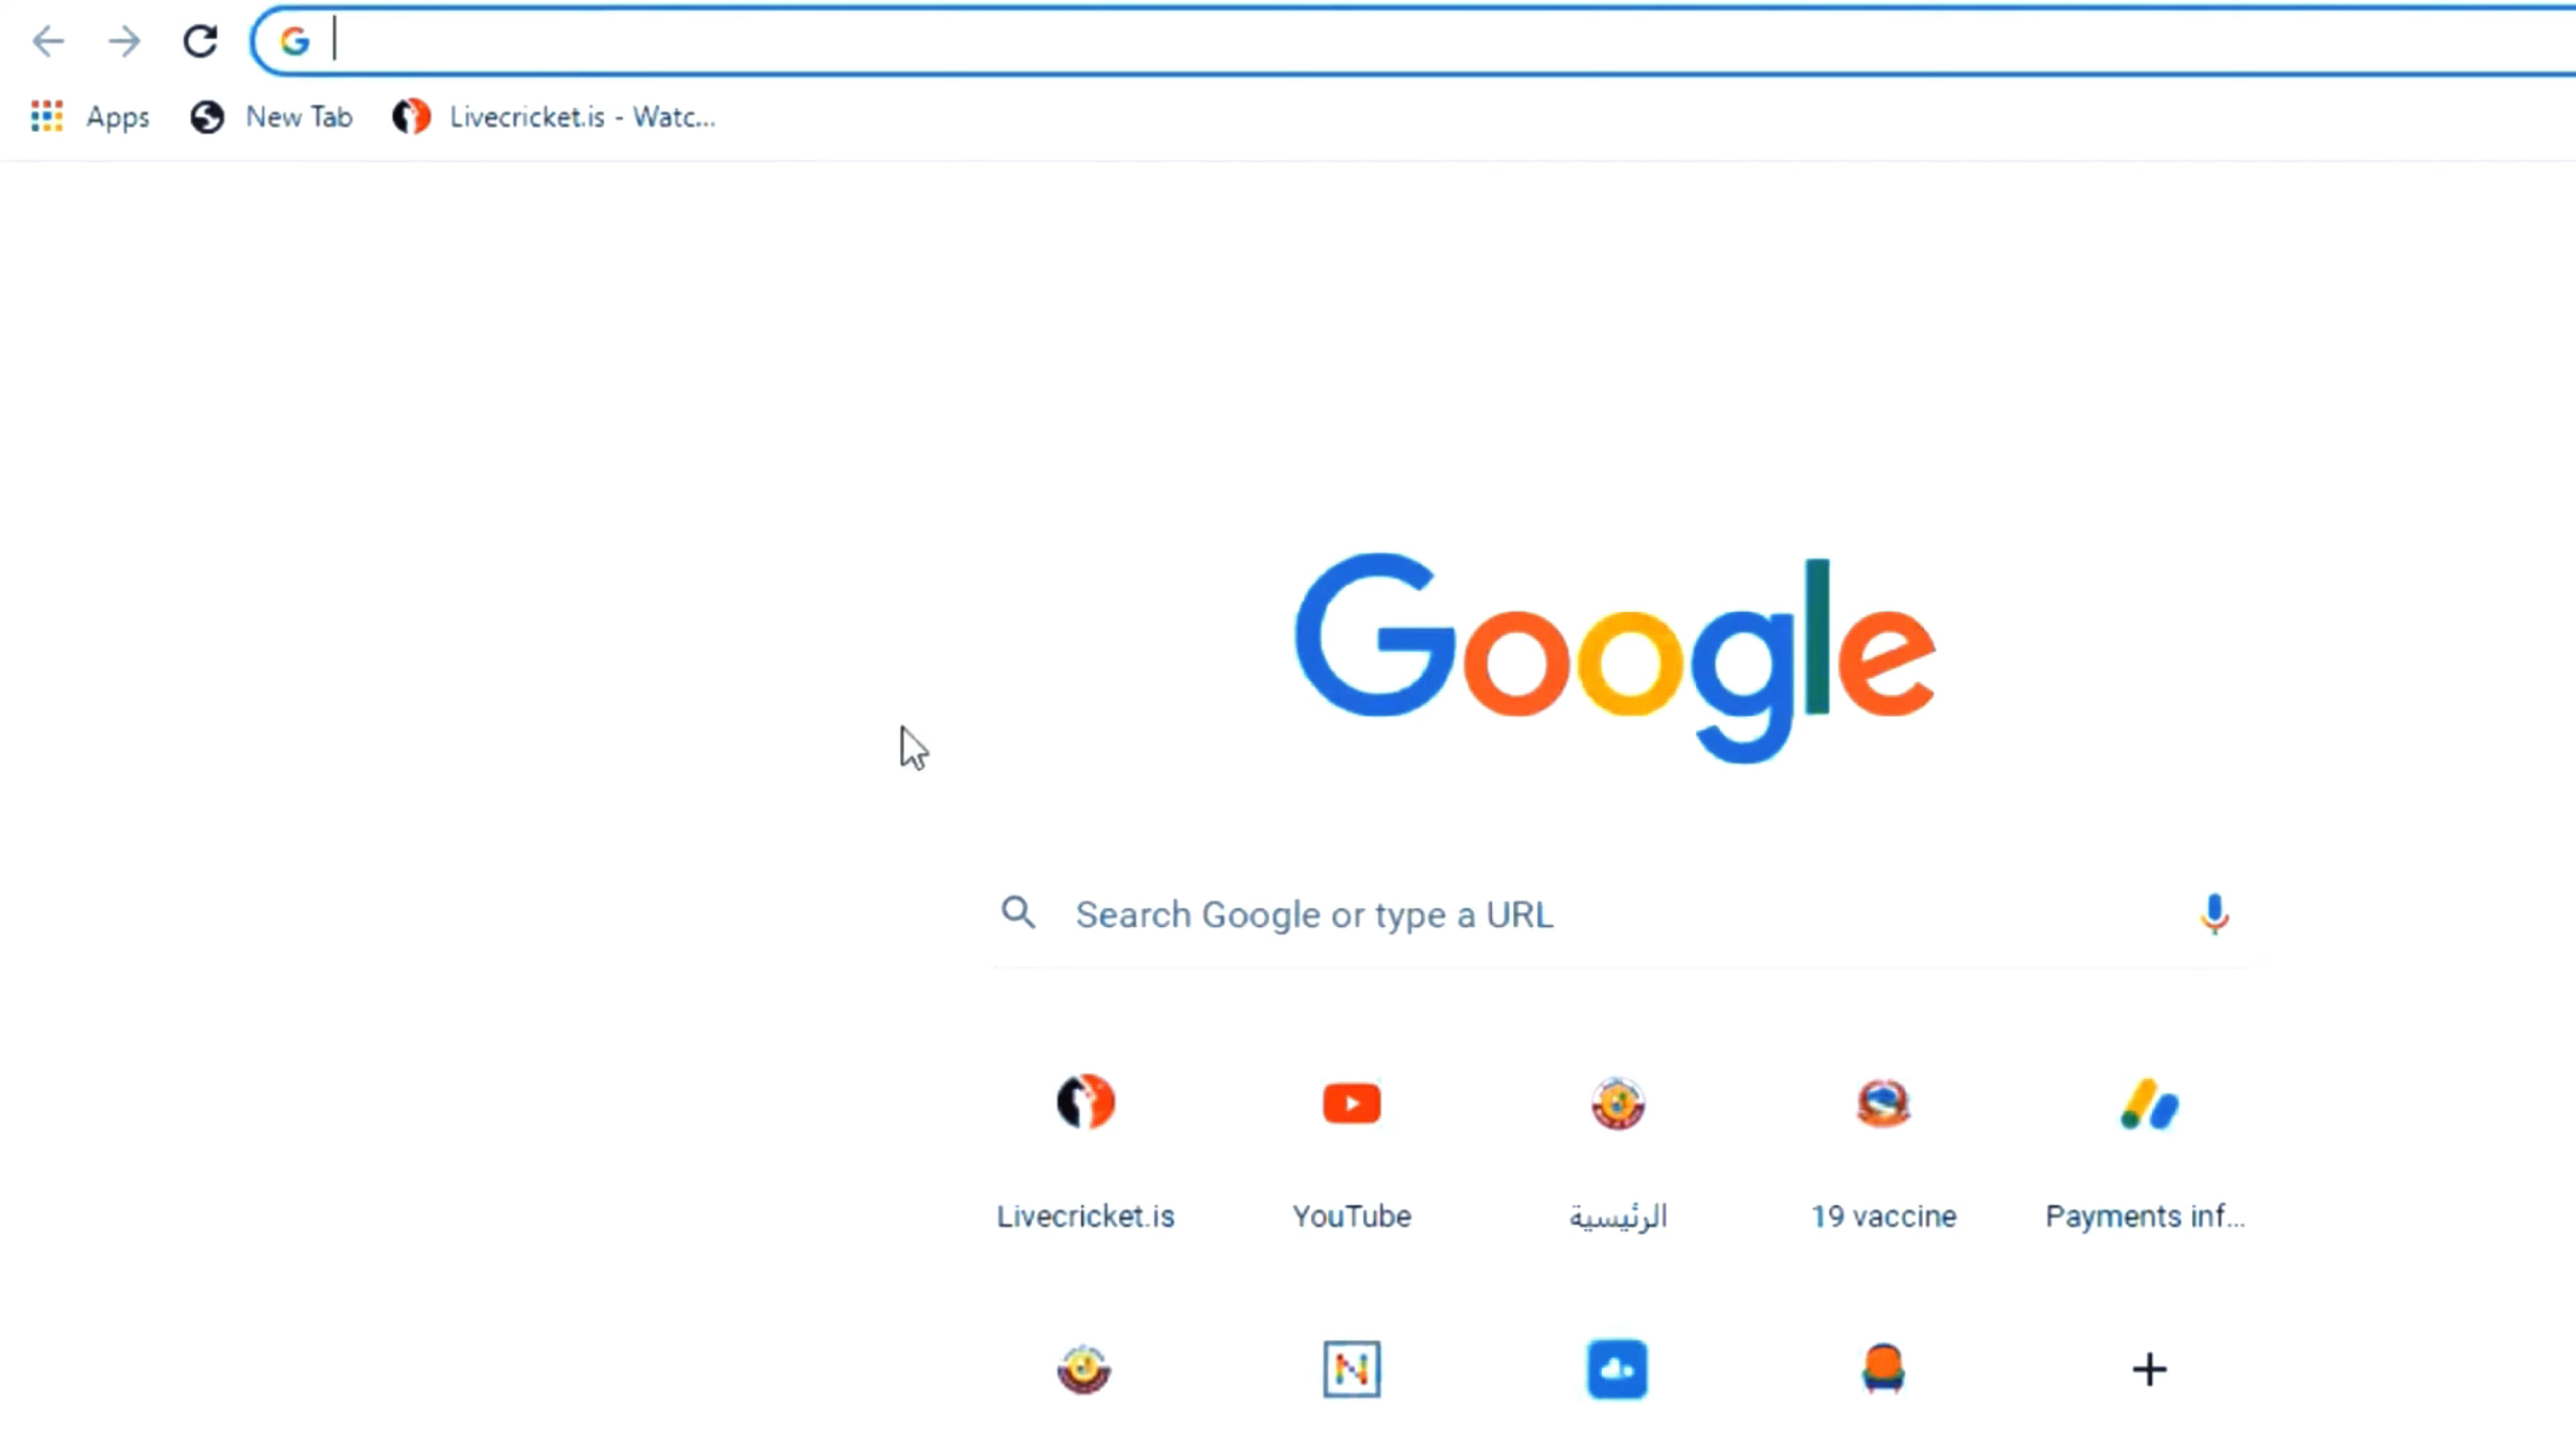 Apps New Tab Livecricket.is - Watc...
Google
Search Google or type a URL
Livecricket.is YouTube الرئيسية 19 vaccine Payments inf...